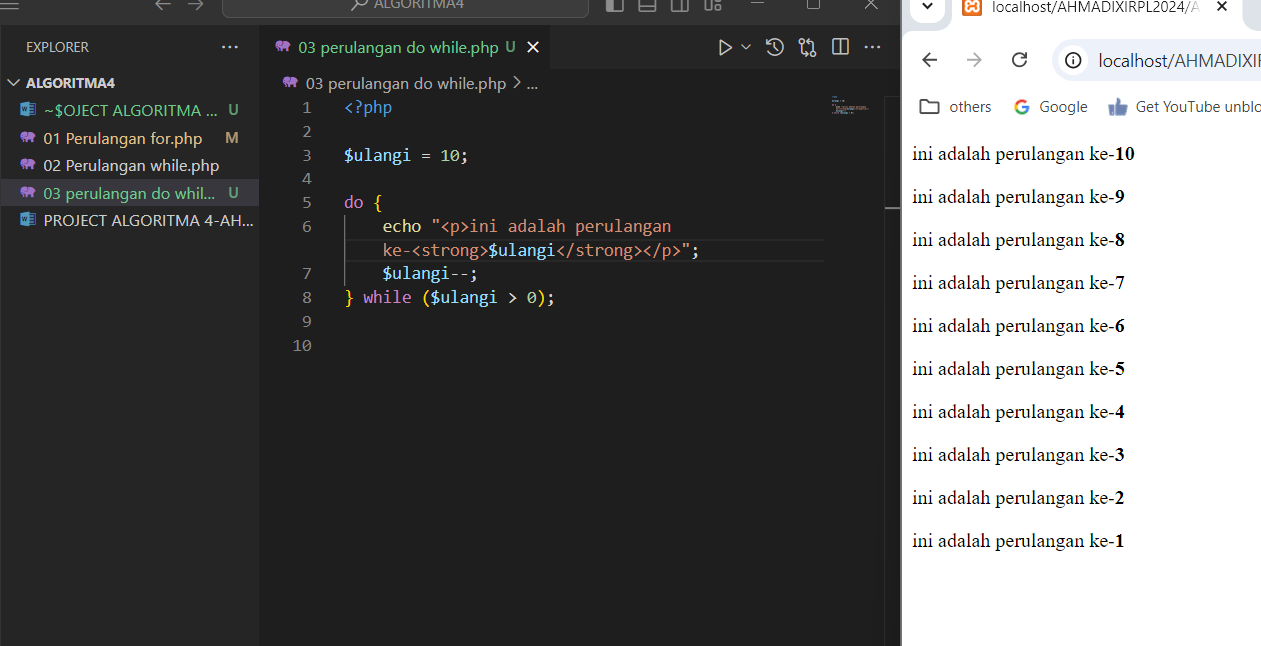 ALGORITMA4
EXPLORER
ALGORITMA4
~$OJECT ALGORITMA ... U
01 Perulangan for.php M
02 Perulangan while.php
03 perulangan do whil... U
PROJECT ALGORITMA 4-AH...
03 perulangan do while.php U
03 perulangan do while.php > ...
1 <?php
2
3 $ulangi = 10;
4
5 do {
6 echo "<p>ini adalah perulangan
ke-<strong>$ulangi</strong></p>";
7 $ulangi--;
8 } while ($ulangi > 0);
9
10
localhost/AHMADIXIRPL2024/A
localhost/AHMADIXIF
others
Google
Get YouTube unblo
ini adalah perulangan ke-10
ini adalah perulangan ke-9
ini adalah perulangan ke-8
ini adalah perulangan ke-7
ini adalah perulangan ke-6
ini adalah perulangan ke-5
ini adalah perulangan ke-4
ini adalah perulangan ke-3
ini adalah perulangan ke-2
ini adalah perulangan ke-1